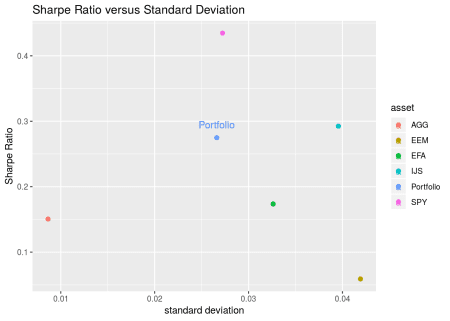 Sharpe Ratio versus Standard Deviation
0.4
0.3
0.2
0.1
Sharpe Ratio
Portfolio
0.01 0.02 0.03 0.04
standard deviation
asset
AGG
EEM
EFA
IJS
Portfolio
SPY